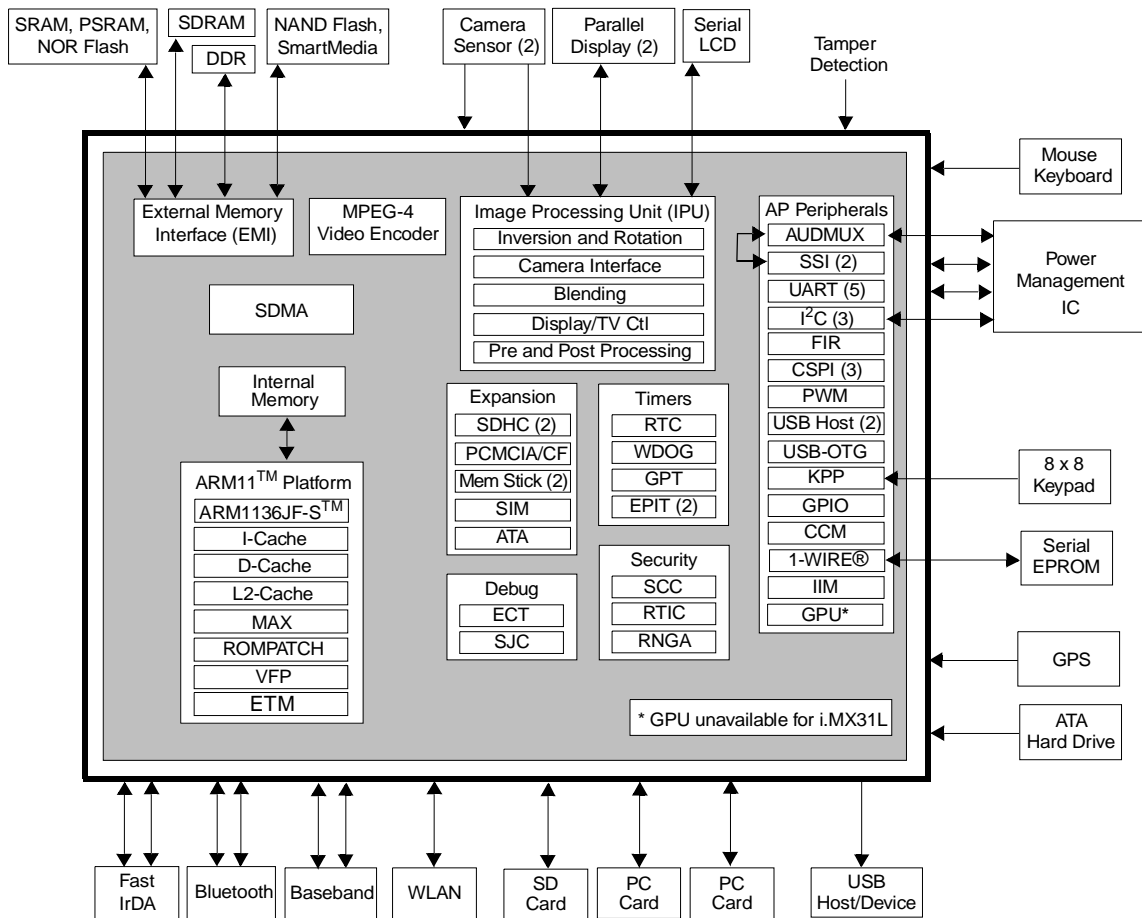 SRAM, PSRAM,
NOR Flash
SDRAM
DDR
NAND Flash,
SmartMedia
Camera
Sensor (2)
Parallel
Display (2)
Serial
LCD
Tamper
Detection
External Memory
Interface (EMI)
MPEG-4
Video Encoder
SDMA
Internal
Memory
ARM11™ Platform
ARM1136JF-S™
I-Cache
D-Cache
L2-Cache
MAX
ROMPATCH
VFP
ETM
Image Processing Unit (IPU)
Inversion and Rotation
Camera Interface
Blending
Display/TV Ctl
Pre and Post Processing
Expansion
SDHC (2)
PCMCIA/CF
Mem Stick (2)
SIM
ATA
Debug
ECT
SJC
Timers
RTC
WDOG
GPT
EPIT (2)
Security
SCC
RTIC
RNGA
AP Peripherals
AUDMUX
SSI (2)
UART (5)
I²C (3)
FIR
CSPI (3)
PWM
USB Host (2)
USB-OTG
KPP
GPIO
CCM
1-WIRE®
IIM
GPU*
* GPU unavailable for i.MX31L
Mouse
Keyboard
Power
Management
IC
8 x 8
Keypad
Serial
EPROM
GPS
ATA
Hard Drive
Fast
IrDA
Bluetooth
Baseband
WLAN
SD
Card
PC
Card
PC
Card
USB
Host/Device